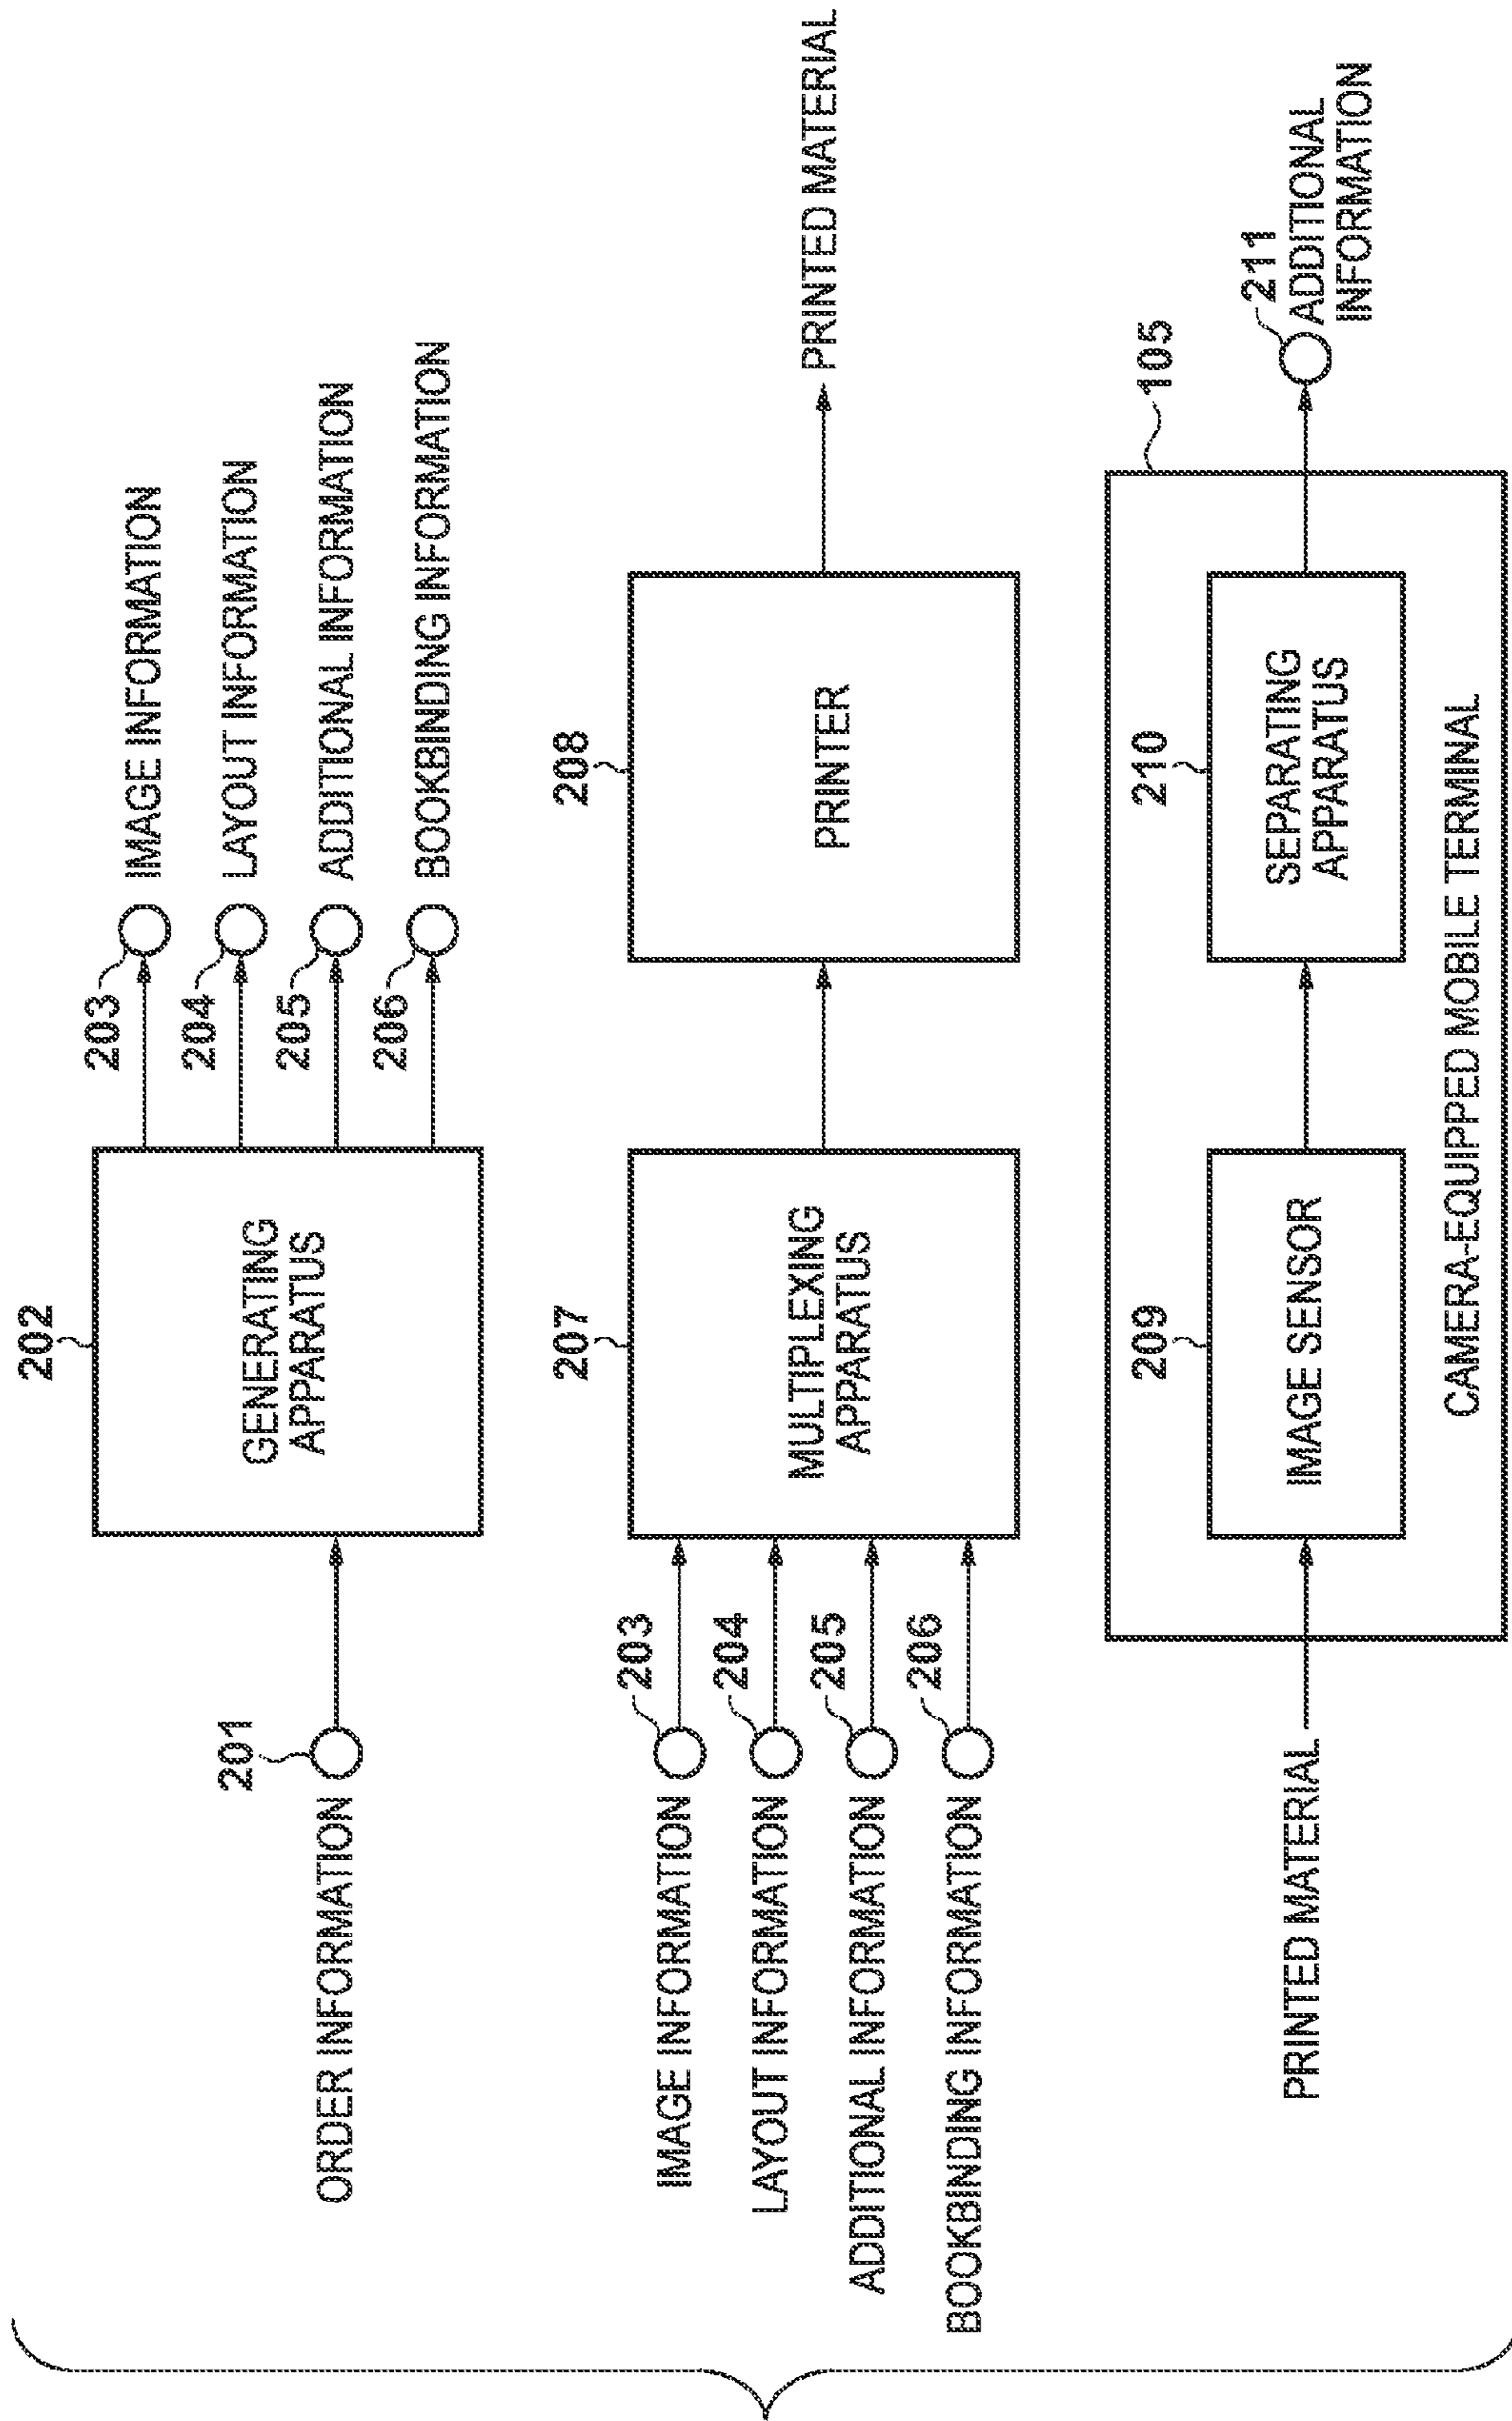 201
ORDER INFORMATION
202
GENERATING
APPARATUS
203
IMAGE INFORMATION
204
LAYOUT INFORMATION
205
ADDITIONAL INFORMATION
206
BOOKBINDING INFORMATION
IMAGE INFORMATION
203
LAYOUT INFORMATION
204
ADDITIONAL INFORMATION
205
BOOKBINDING INFORMATION
206
207
MULTIPLEXING
APPARATUS
208
PRINTER
PRINTED MATERIAL
PRINTED MATERIAL
209
IMAGE SENSOR
210
SEPARATING
APPARATUS
CAMERA-EQUIPPED MOBILE TERMINAL
105
211
ADDITIONAL
INFORMATION